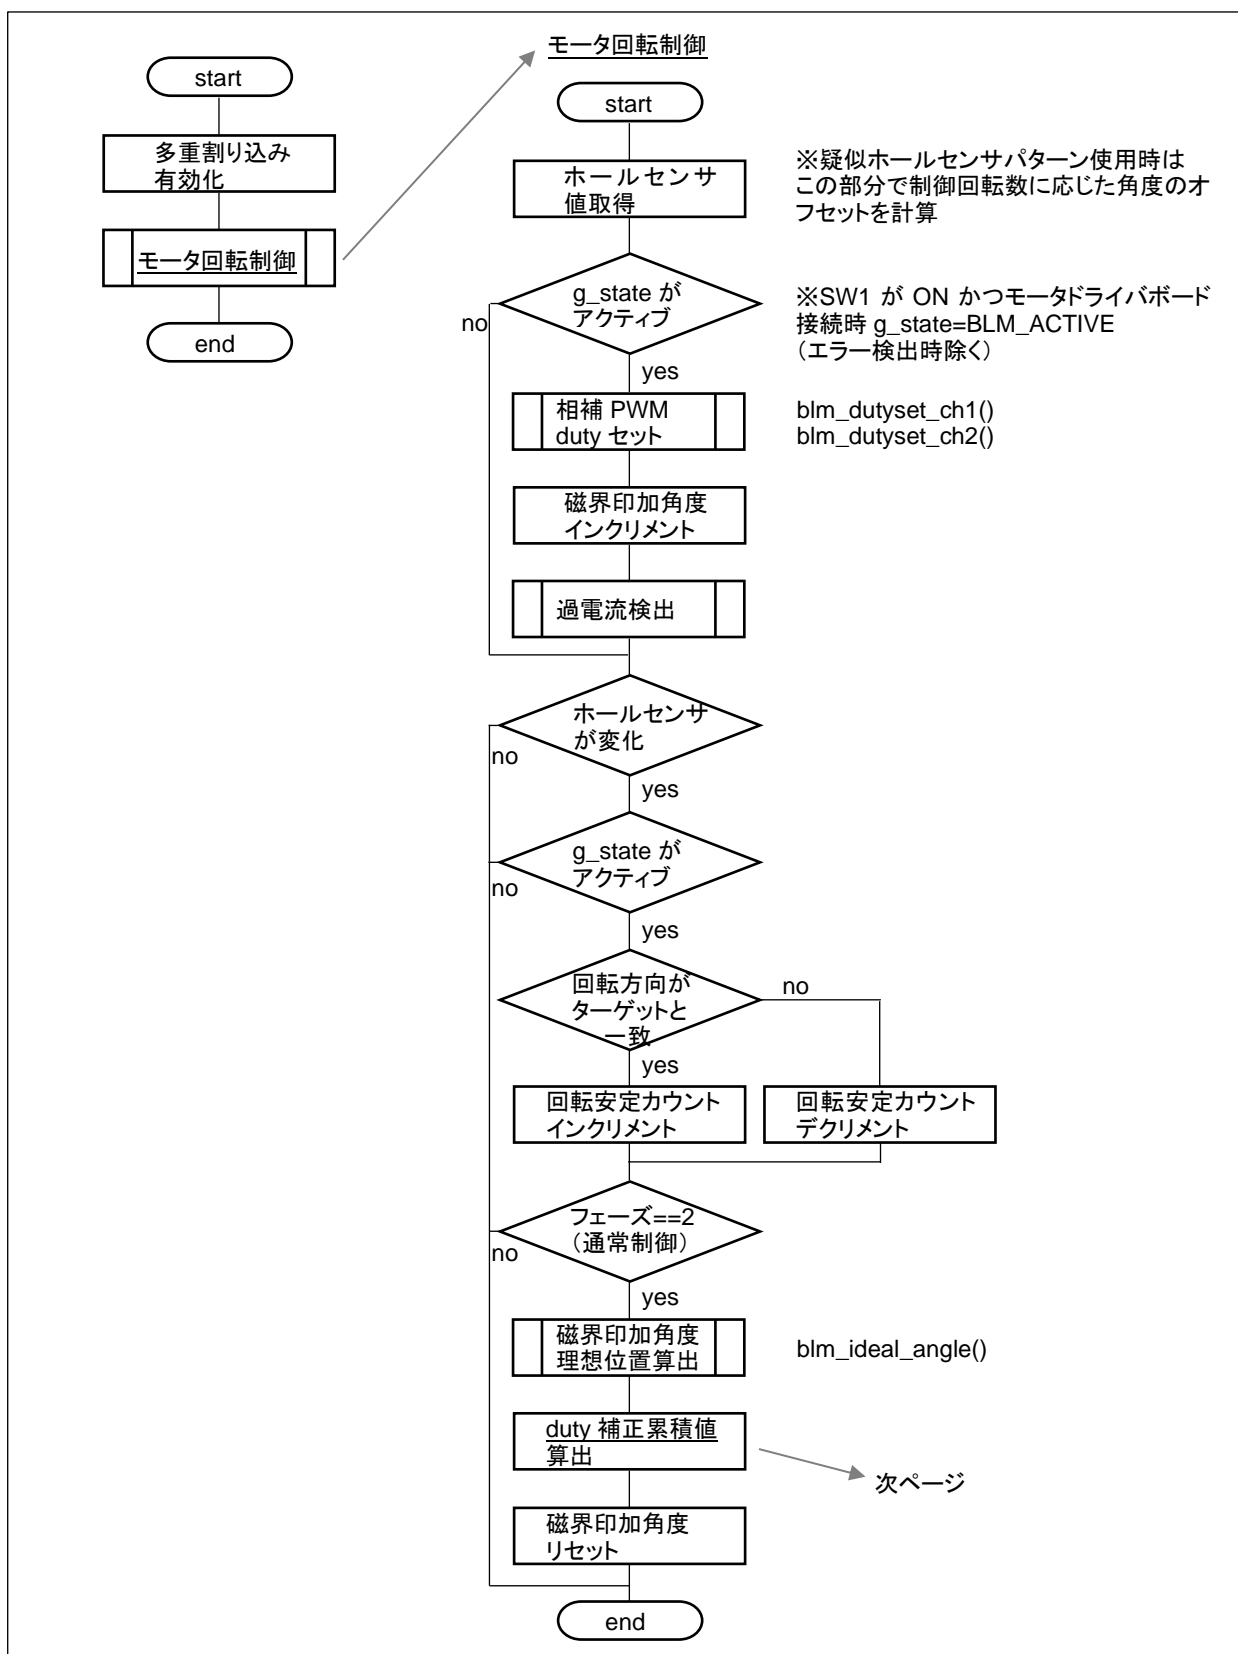 start
多重割り込み
有効化
モータ回転制御
end
モータ回転制御
start
ホールセンサ
値取得
※疑似ホールセンサパターン使用時は
この部分で制御回転数に応じた角度のオ
フセットを計算
g_state が
アクティブ
no
yes
※SW1 が ON かつモータドライバボード
接続時 g_state=BLM_ACTIVE
（エラー検出時除く）
相補 PWM
duty セット
blm_dutyset_ch1()
blm_dutyset_ch2()
磁界印加角度
インクリメント
過電流検出
ホールセンサ
が変化
no
yes
g_state が
アクティブ
no
yes
回転方向が
ターゲットと
一致
no
yes
回転安定カウント
インクリメント
回転安定カウント
デクリメント
フェーズ==2
（通常制御）
no
yes
磁界印加角度
理想位置算出
blm_ideal_angle()
duty 補正累積値
算出
次ページ
磁界印加角度
リセット
end